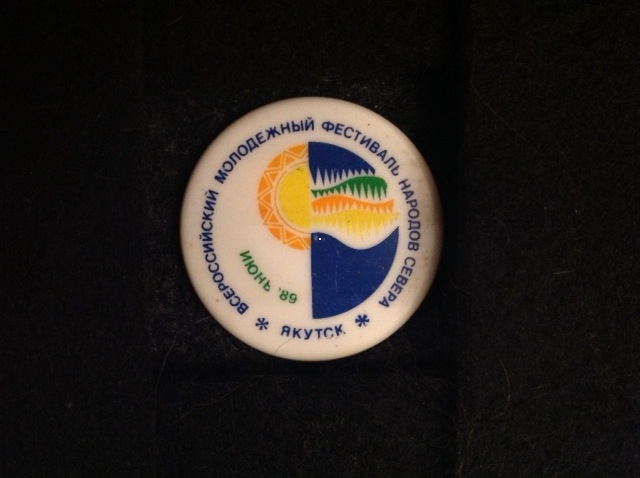 ВСЕРОССИЙСКИЙ МОЛОДЕЖНЫЙ ФЕСТИВАЛЬ НАРОДОВ СЕВЕРА
ИЮНЬ '89
* ЯКУТСК *